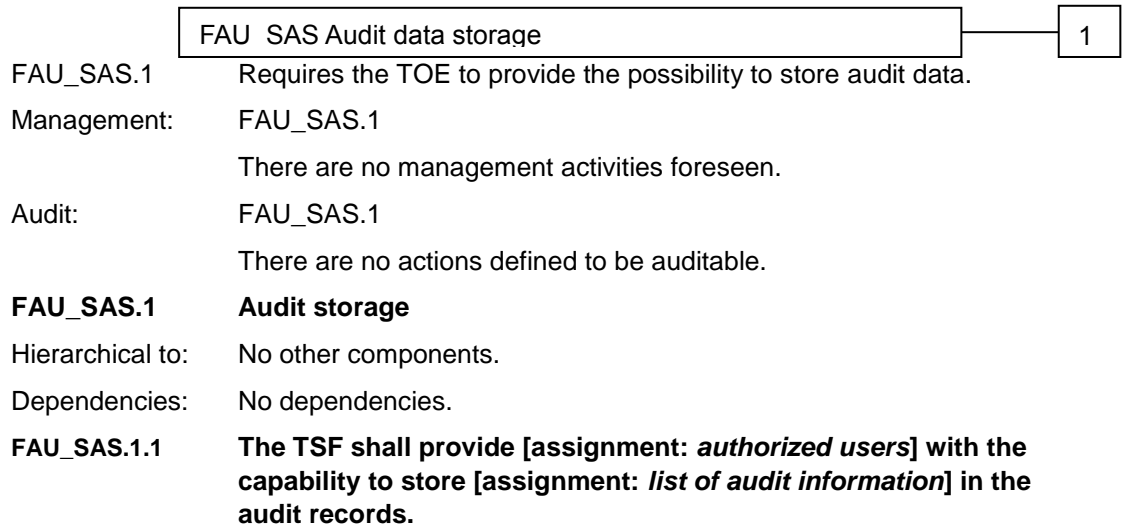 FAU_SAS Audit data storage 1
FAU_SAS.1 Requires the TOE to provide the possibility to store audit data.
Management: FAU_SAS.1
There are no management activities foreseen.
Audit: FAU_SAS.1
There are no actions defined to be auditable.
FAU_SAS.1 Audit storage
Hierarchical to: No other components.
Dependencies: No dependencies.
FAU_SAS.1.1 The TSF shall provide [assignment: authorized users] with the
capability to store [assignment: list of audit information] in the
audit records.